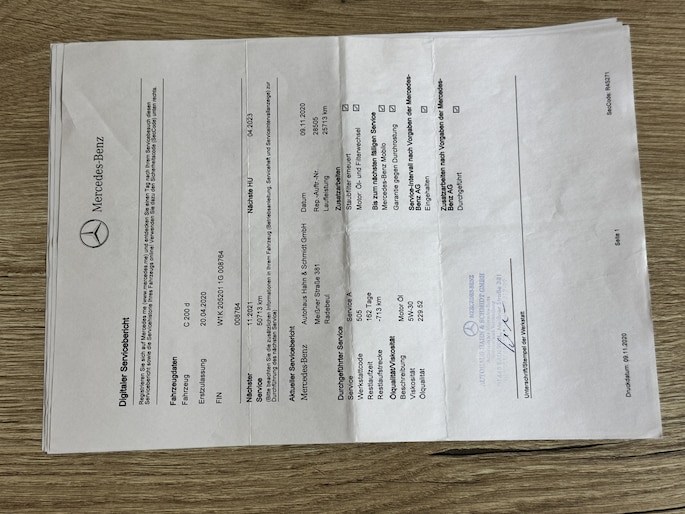 Mercedes-Benz
Digitaler Servicebericht
Registrieren Sie sich auf Mercedes me (www.mercedes.me) und entdecken Sie einen Tag nach Ihrem Servicebesuch diesen
Servicebericht sowie die Servicehistorie Ihres Fahrzeugs online! Verwenden Sie dazu den Sicherheitscode (SecCode) unten rechts.
Fahrzeugdaten
Fahrzeug C 200 d
Erstzulassung 20.04.2020
FIN W1K 205201 1G 008764
008764
Nächster Service 11.2021 Nächste HU 04.2023
50713 km
(Bitte beachten Sie die zusätzlichen Informationen in Ihrem Fahrzeug (Betriebsanleitung, Serviceheft und Serviceintervallanzeige) zur
Durchführung des nächsten Service)
Aktueller Servicebericht
Mercedes-Benz Autohaus Hahn & Schmidt GmbH Datum 09.11.2020
Meißner Straße 381 Rep.-Auftr.-Nr. 28505
Radebeul Laufleistung 25713 km
Durchgeführter Service Zusatzarbeiten
Service Service A Staubfilter erneuert
Werkstattcode 505 Motor: Öl- und Filterwechsel
Restlaufzeit 162 Tage Bis zum nächsten fälligen Service
Restlaufstrecke -713 km Mercedes-Benz Mobilo
Ölqualität/Viskosität Garantie gegen Durchrostung
Beschreibung Motor Öl Service-Intervall nach Vorgaben der Mercedes-
Viskosität 5W-30 Benz AG
Ölqualität 229.52 Eingehalten
Zusatzarbeiten nach Vorgaben der Mercedes-
Benz AG
Durchgeführt
MERCEDES-BENZ
AUTOHAUS HAHN & SCHMIDT GMBH
Unterschrift/Stempel der Werkstatt
Druckdatum: 09.11.2020 Seite 1 SecCode: R4S271